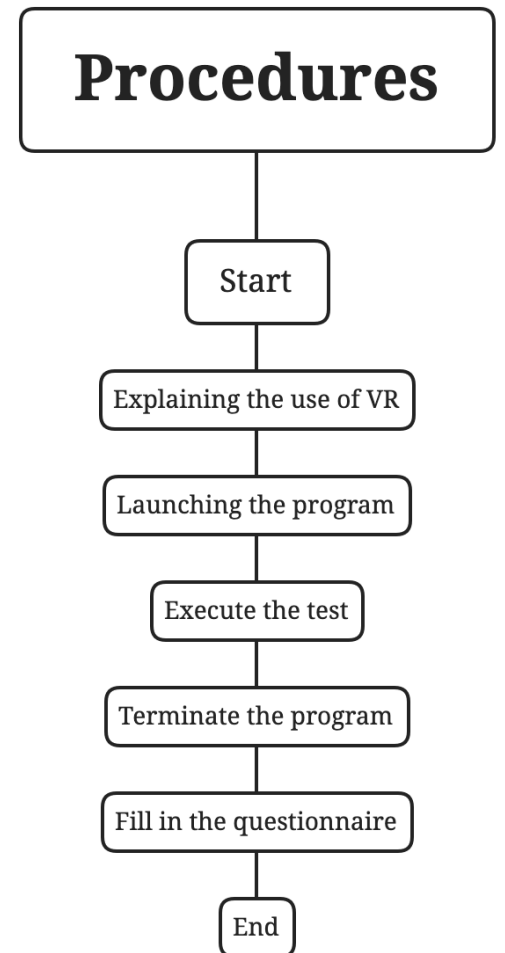 Procedures
Start
Explaining the use of VR
Launching the program
Execute the test
Terminate the program
Fill in the questionnaire
End